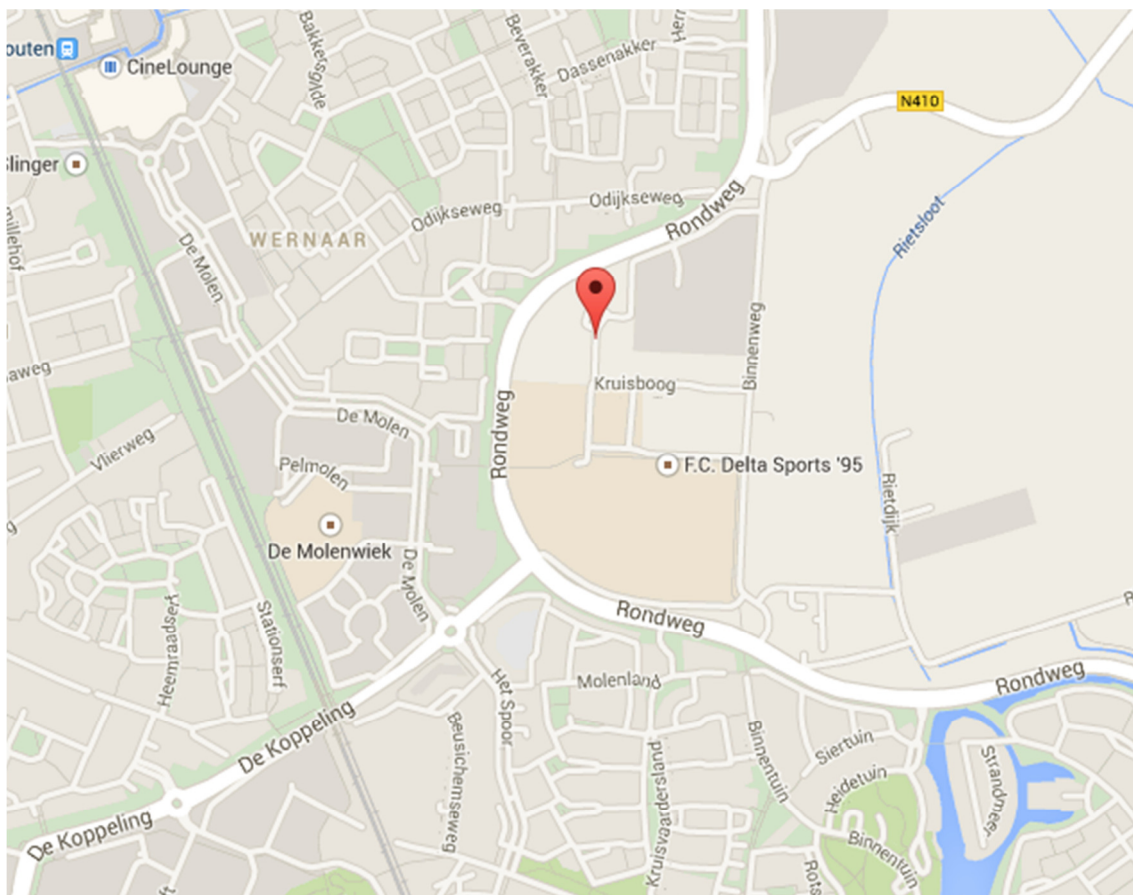 outen
CineLounge
Slinger
Bakkersgilde
Beverakker
Dassenakker
N410
Odijkseweg
Odijkseweg
Rondweg
Rietsloot
WERNAAR
De Molen
millehof
Binnenweg
Kruisboog
aweg
Vlierweg
De Molen
Rondweg
Pelmolen
F.C. Delta Sports '95
Rietdijk
De Molenwiek
De Molen
Heemraadserf
Stationserf
Rondweg
Rondweg
Molenland
Het Spoor
De Koppeling
Beusichemseweg
Kruisvaardersland
Binnentuin
Siertuin
Heidetuin
Strandmeer
De Koppeling
Binnentuin